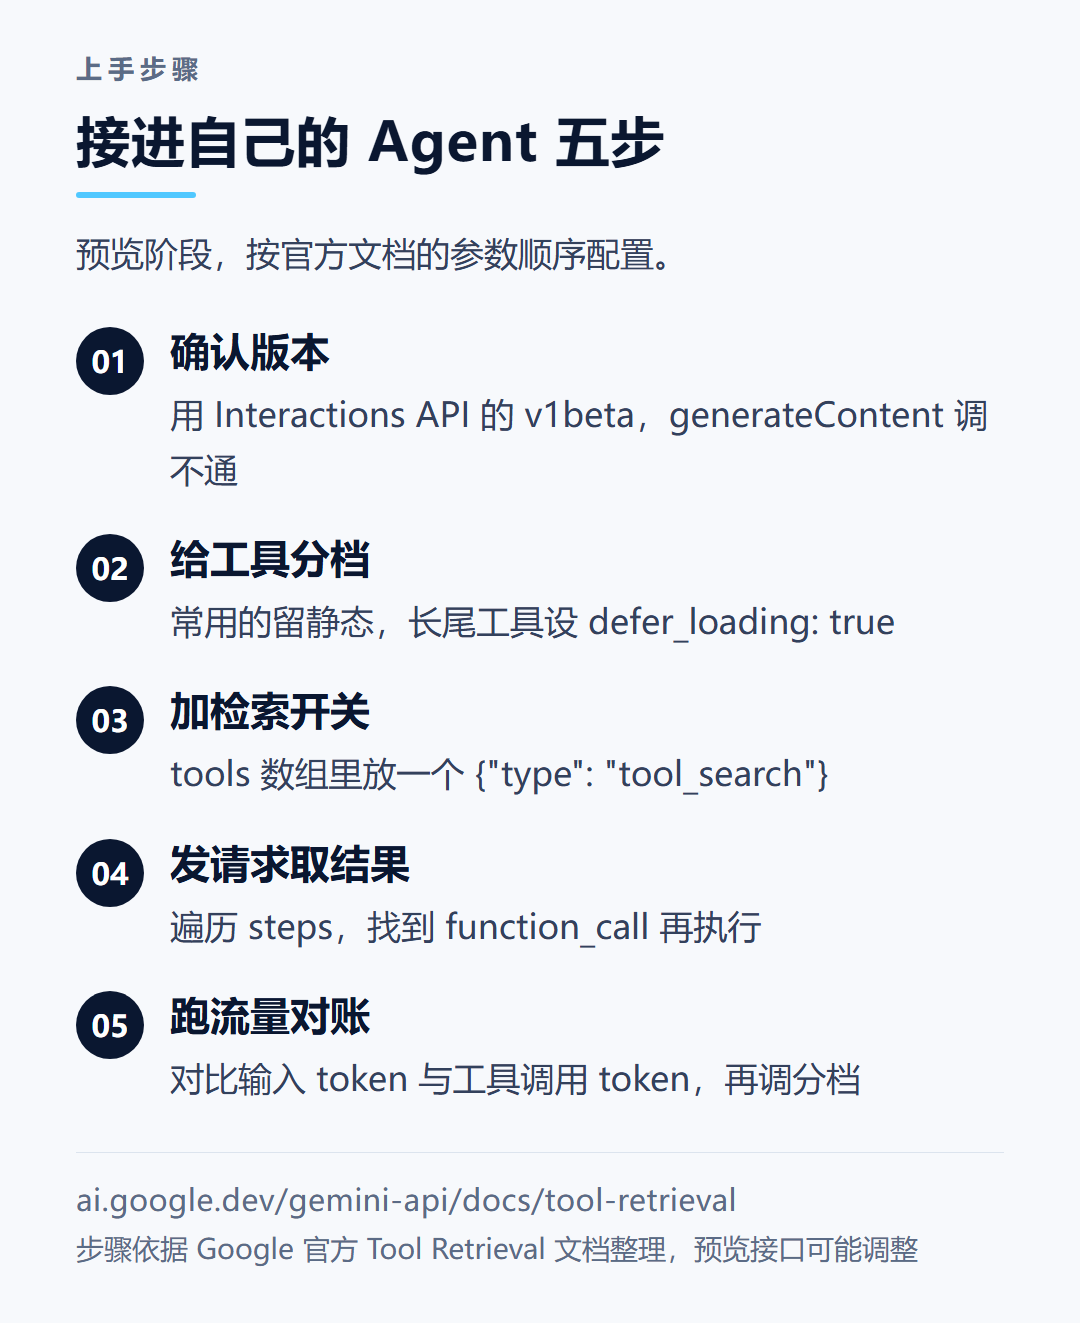 上手步骤
接进自己的 Agent 五步
预览阶段，按官方文档的参数顺序配置。
01
确认版本
用 Interactions API 的 v1beta，generateContent 调
不通
02
给工具分档
常用的留静态，长尾工具设 defer_loading: true
03
加检索开关
tools 数组里放一个 {"type": "tool_search"}
04
发请求取结果
遍历 steps，找到 function_call 再执行
05
跑流量对账
对比输入 token 与工具调用 token，再调分档
ai.google.dev/gemini-api/docs/tool-retrieval
步骤依据 Google 官方 Tool Retrieval 文档整理，预览接口可能调整